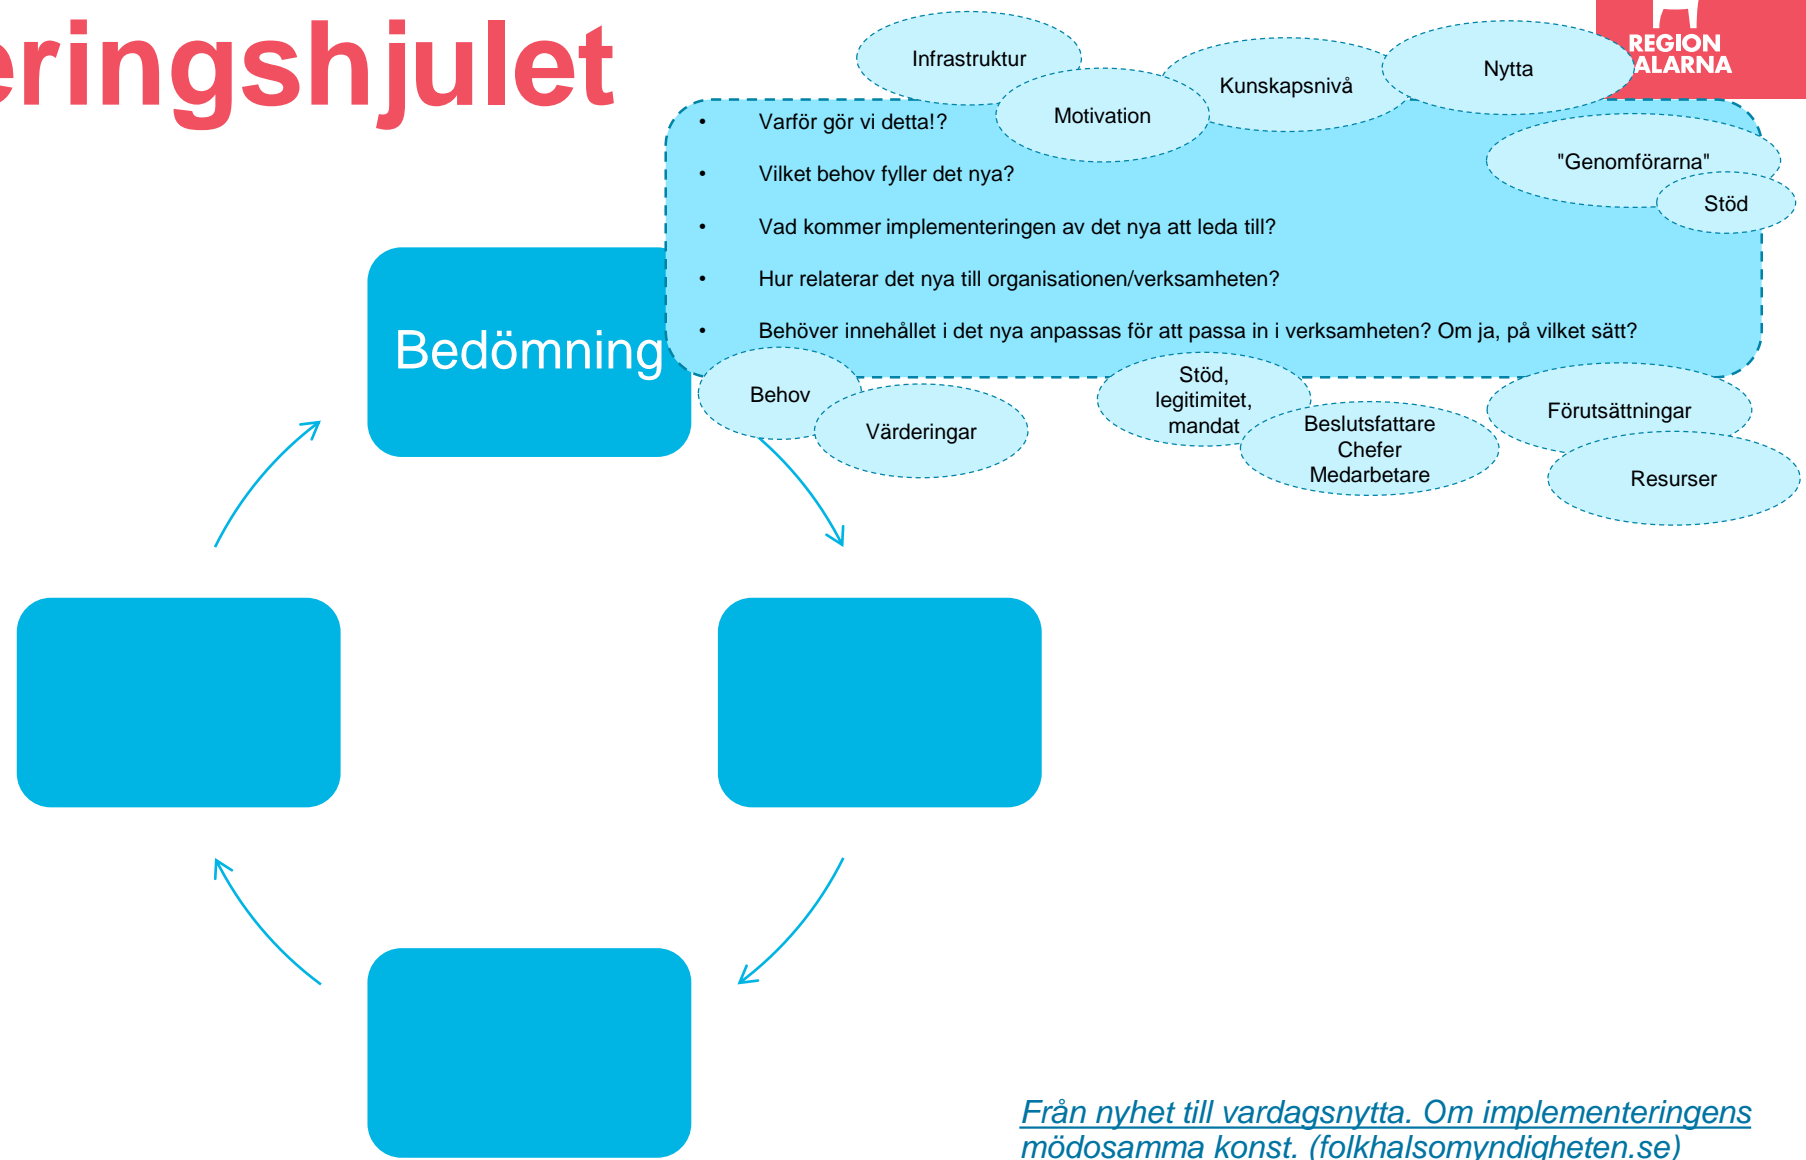 eringshjulet
REGION
ALARNA
Infrastruktur
Motivation
Kunskapsnivå
Nytta
"Genomförarna"
Stöd
• Varför gör vi detta!?
• Vilket behov fyller det nya?
• Vad kommer implementeringen av det nya att leda till?
• Hur relaterar det nya till organisationen/verksamheten?
• Behöver innehållet i det nya anpassas för att passa in i verksamheten? Om ja, på vilket sätt?
Bedömning
Behov
Värderingar
Stöd,
legitimitet,
mandat
Beslutsfattare
Chefer
Medarbetare
Förutsättningar
Resurser
Från nyhet till vardagsnytta. Om implementeringens
mödosamma konst. (folkhalsomyndigheten.se)